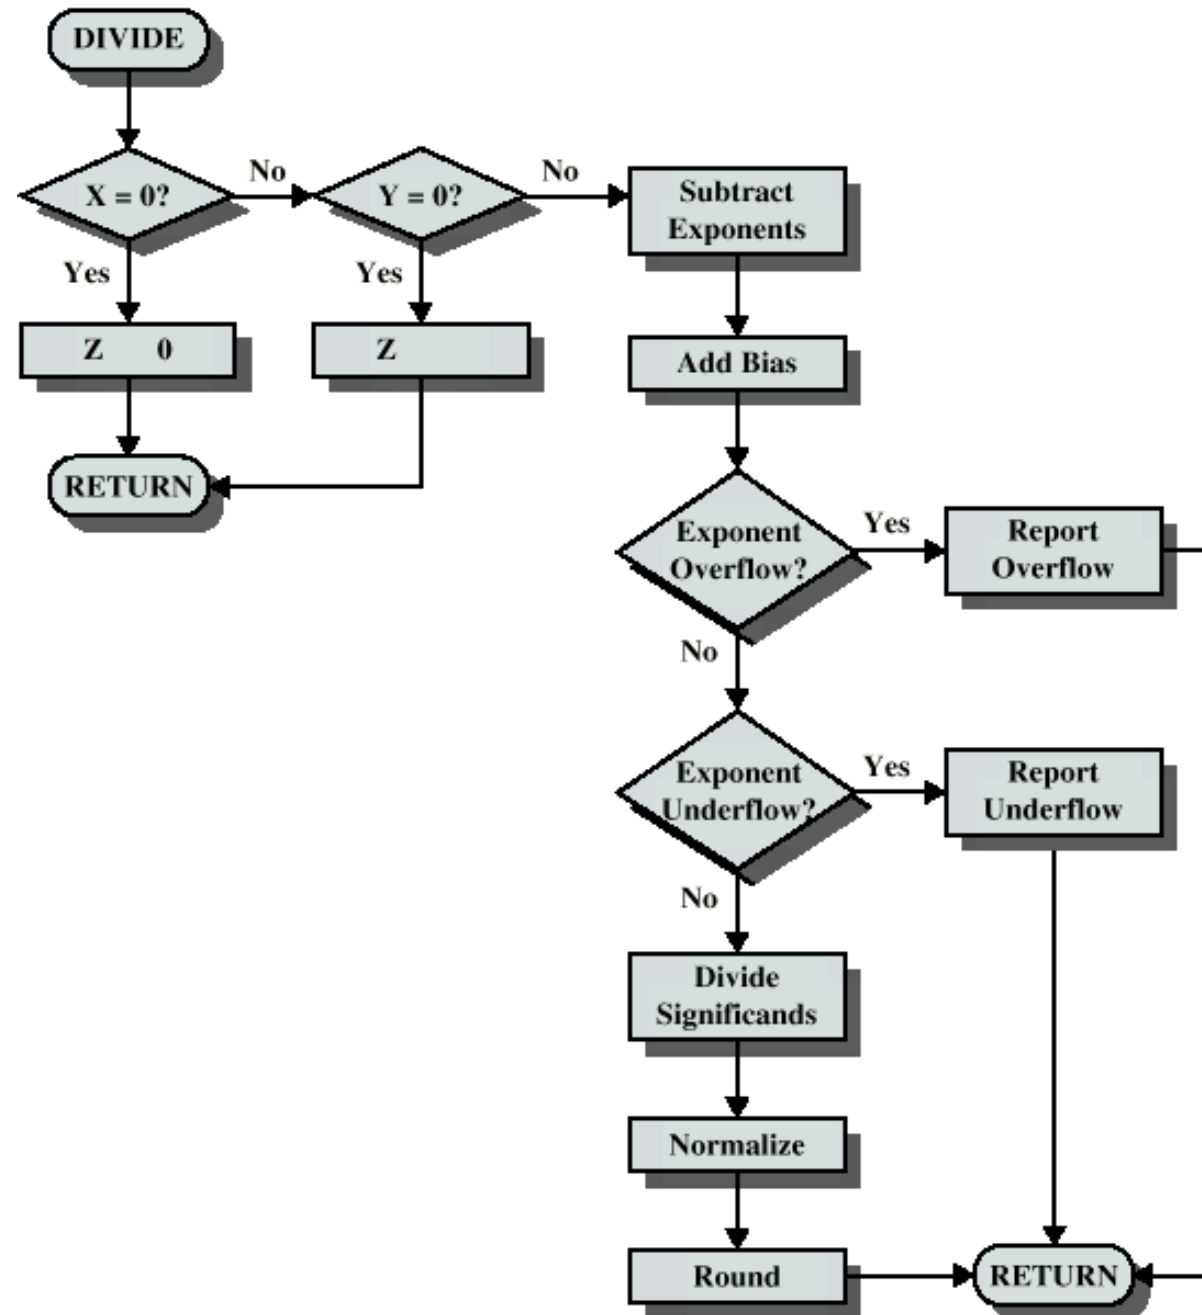 DIVIDE
X = 0?
No
Y = 0?
No
Subtract
Exponents
Yes
Yes
Z 0
Z
Add Bias
RETURN
Exponent
Overflow?
Yes
Report
Overflow
No
Exponent
Underflow?
Yes
Report
Underflow
No
Divide
Significands
Normalize
Round
RETURN